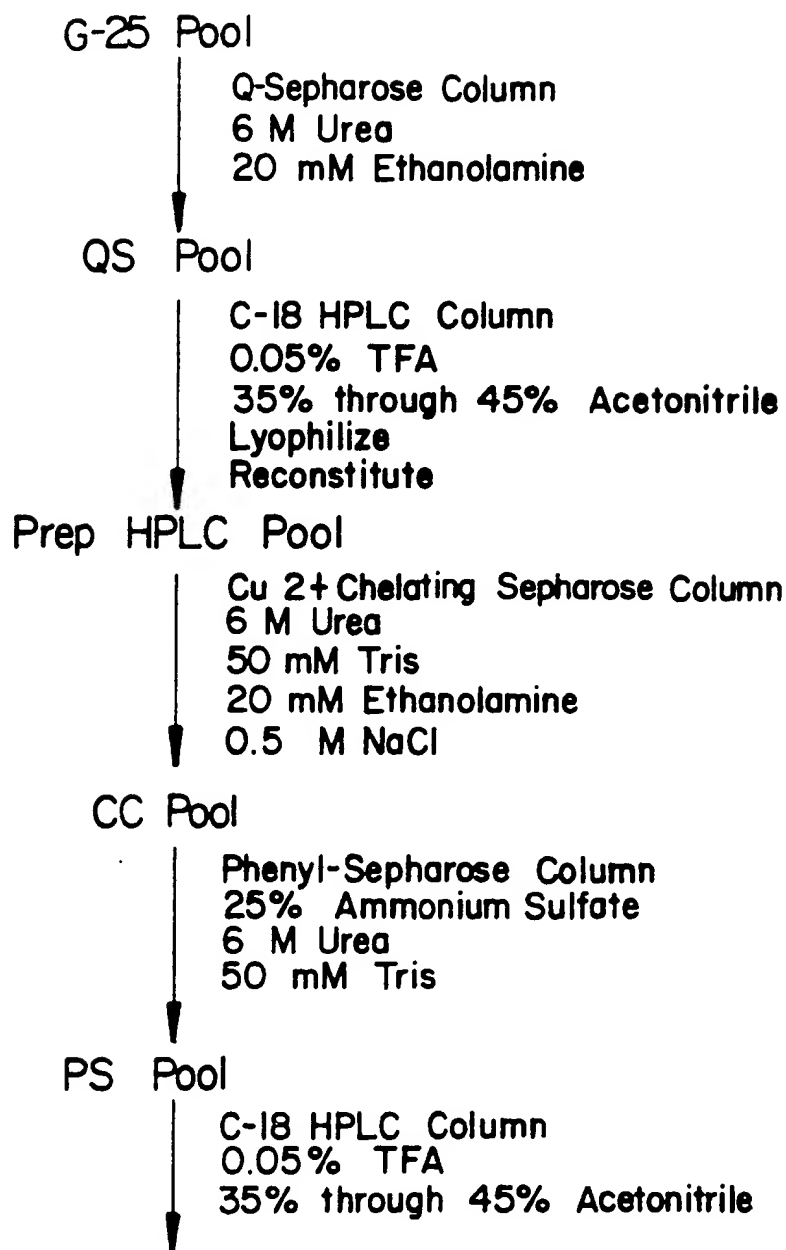 G-25 Pool
Q-Sepharose Column
6 M Urea
20 mM Ethanolamine
QS Pool
C-18 HPLC Column
0.05% TFA
35% through 45% Acetonitrile
Lyophilize
Reconstitute
Prep HPLC Pool
Cu 2+ Chelating Sepharose Column
6 M Urea
50 mM Tris
20 mM Ethanolamine
0.5 M NaCl
CC Pool
Phenyl-Sepharose Column
25% Ammonium Sulfate
6 M Urea
50 mM Tris
PS Pool
C-18 HPLC Column
0.05% TFA
35% through 45% Acetonitrile